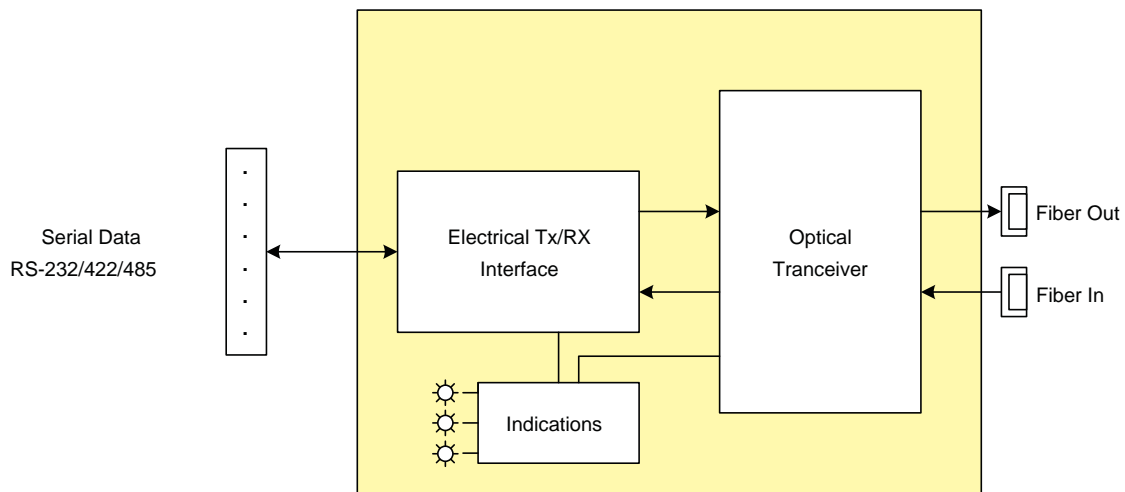 Serial Data
RS-232/422/485
Electrical Tx/RX
Interface
Optical
Tranceiver
Fiber Out
Fiber In
Indications